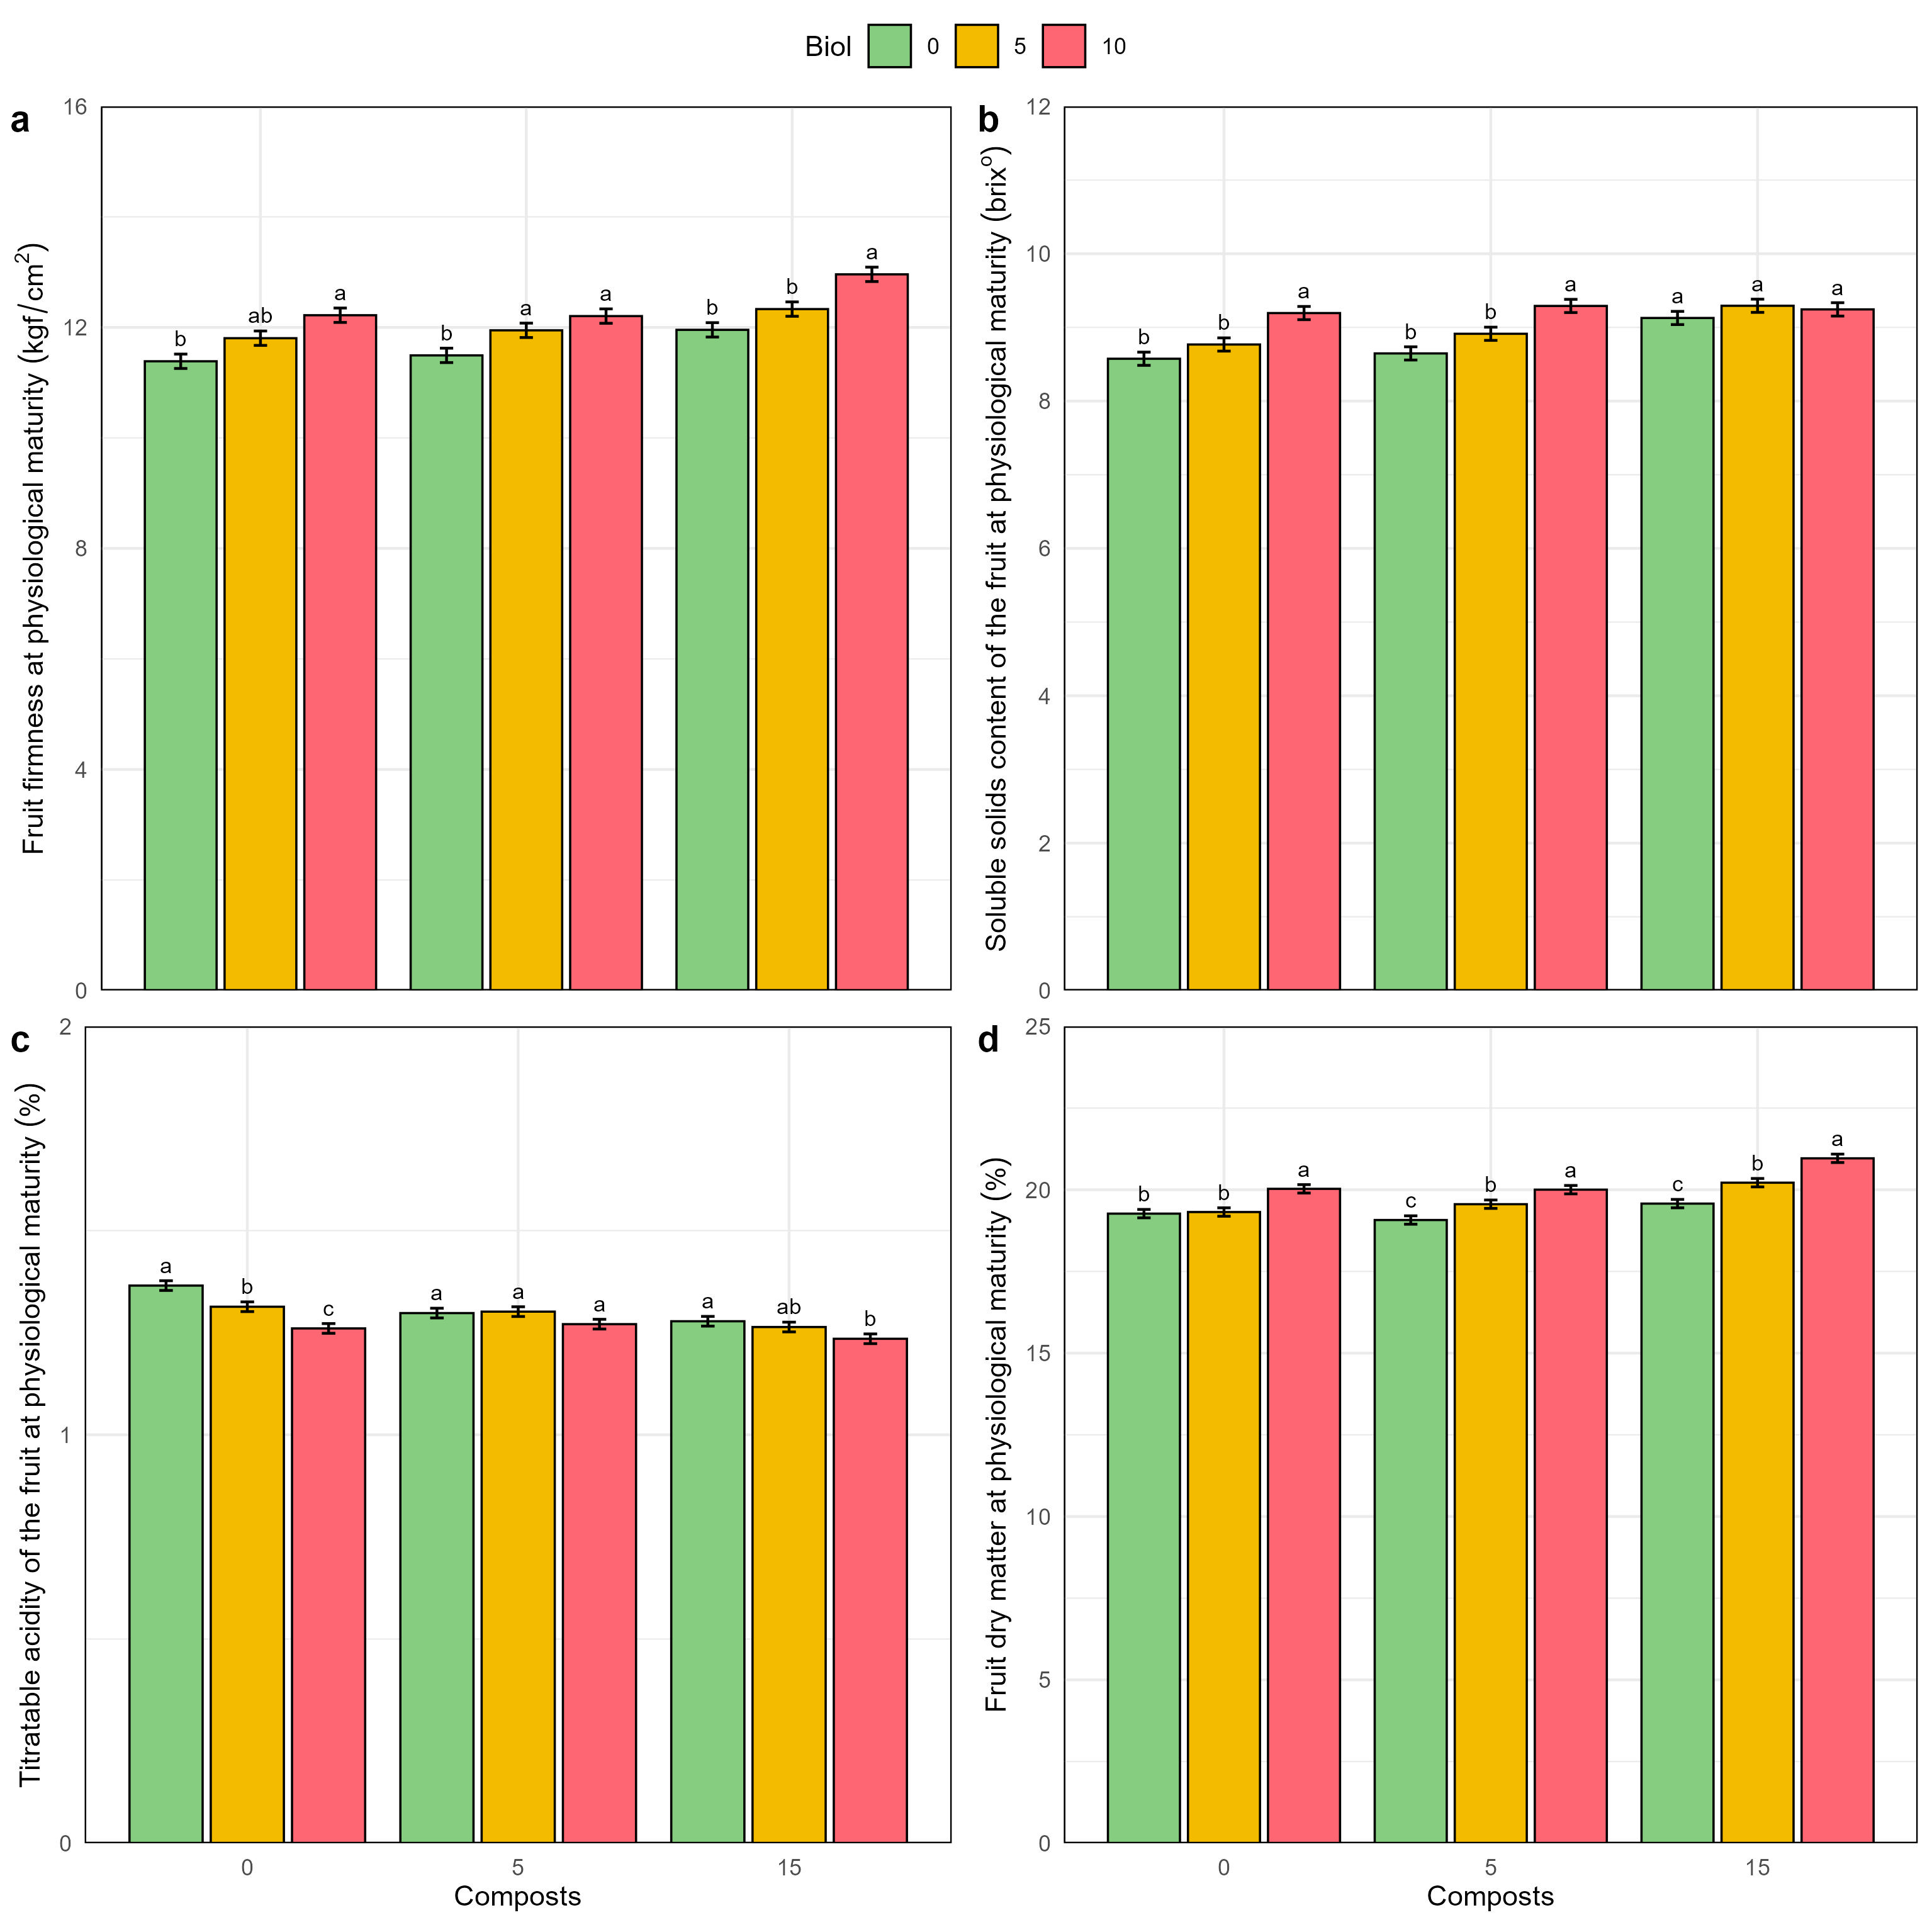 Biol 0 5 10
a
Fruit firmness at physiological maturity (kgf/cm²)
16
12
8
4
0
b ab a b a a b b a
b
Soluble solids content of the fruit at physiological maturity (brixº)
12
10
8
6
4
2
0
b b a b b a a a a
c
Titratable acidity of the fruit at physiological maturity (%)
2
1
0
a b c a a a a ab b
0 5 15
Composts
d
Fruit dry matter at physiological maturity (%)
25
20
15
10
5
0
b b a c b a c b a
0 5 15
Composts